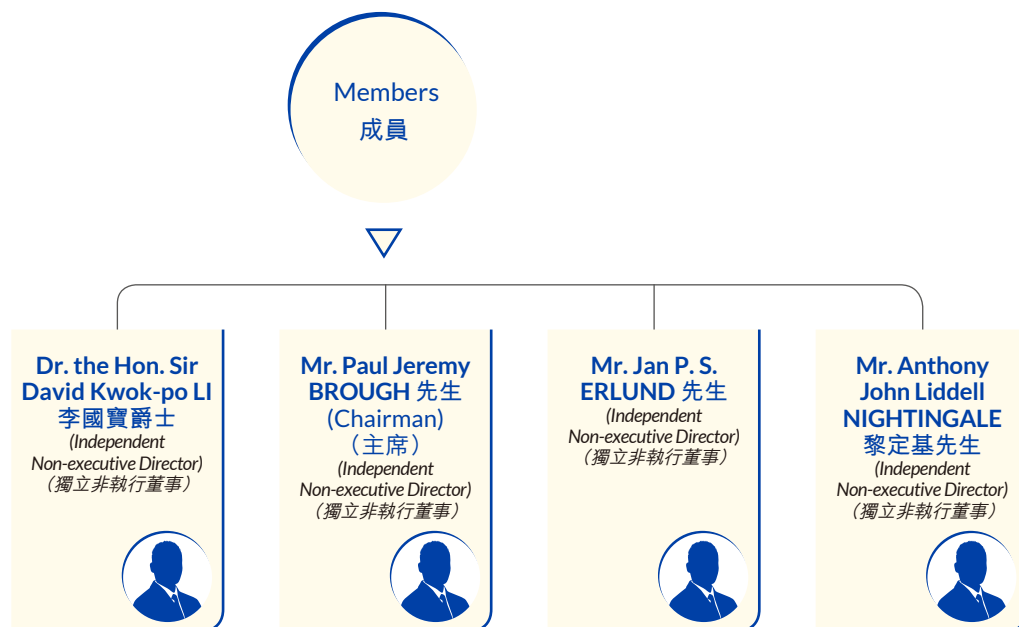 Members
成員
Dr. the Hon. Sir
David Kwok-po LI
李國寶爵士
(Independent
Non-executive Director)
（獨立非執行董事）
Mr. Paul Jeremy
BROUGH 先生
(Chairman)
（主席）
(Independent
Non-executive Director)
（獨立非執行董事）
Mr. Jan P. S.
ERLUND 先生
(Independent
Non-executive Director)
（獨立非執行董事）
Mr. Anthony
John Liddell
NIGHTINGALE
黎定基先生
(Independent
Non-executive Director)
（獨立非執行董事）